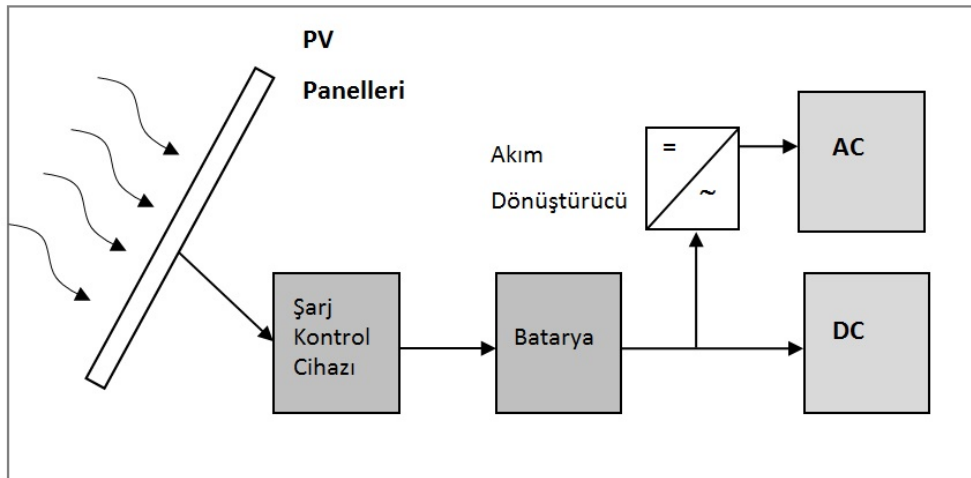 PV
Panelleri
Akım
Dönüştürücü
=
~
AC
Şarj
Kontrol
Cihazı
Batarya
DC